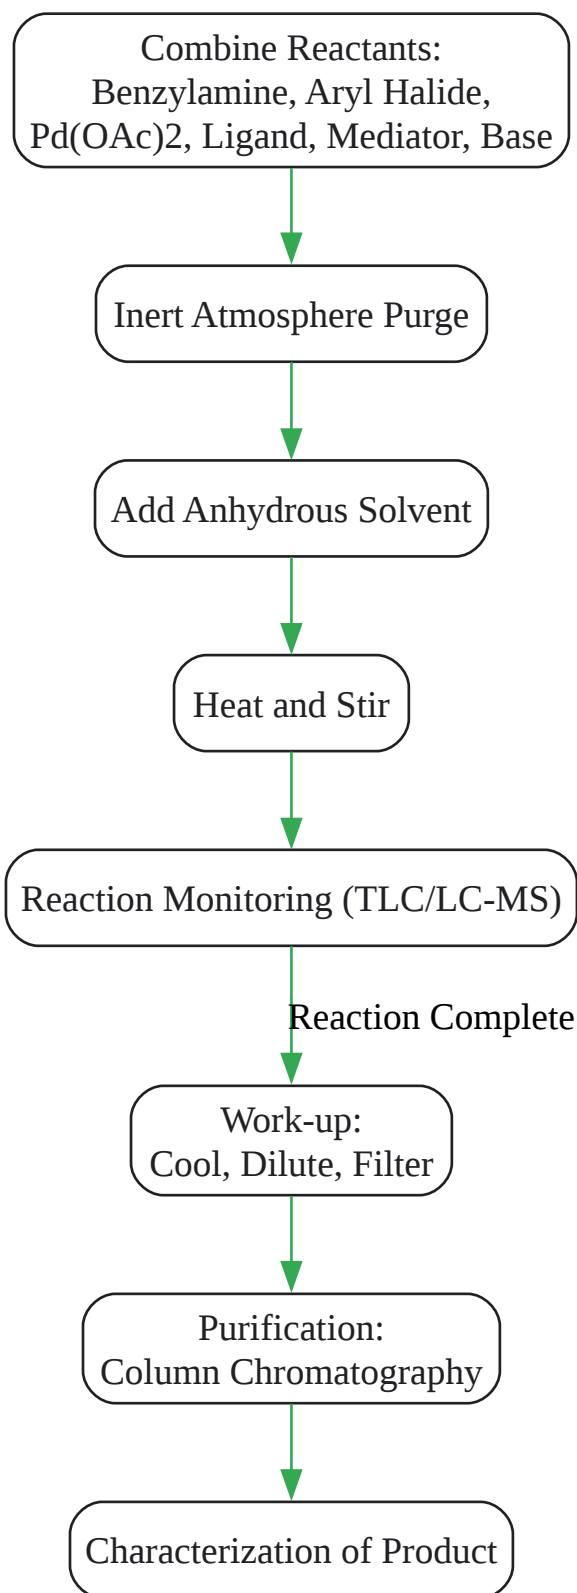 Combine Reactants:
Benzylamine, Aryl Halide,
Pd(OAc)2, Ligand, Mediator, Base
Inert Atmosphere Purge
Add Anhydrous Solvent
Heat and Stir
Reaction Monitoring (TLC/LC-MS)
Reaction Complete
Work-up:
Cool, Dilute, Filter
Purification:
Column Chromatography
Characterization of Product